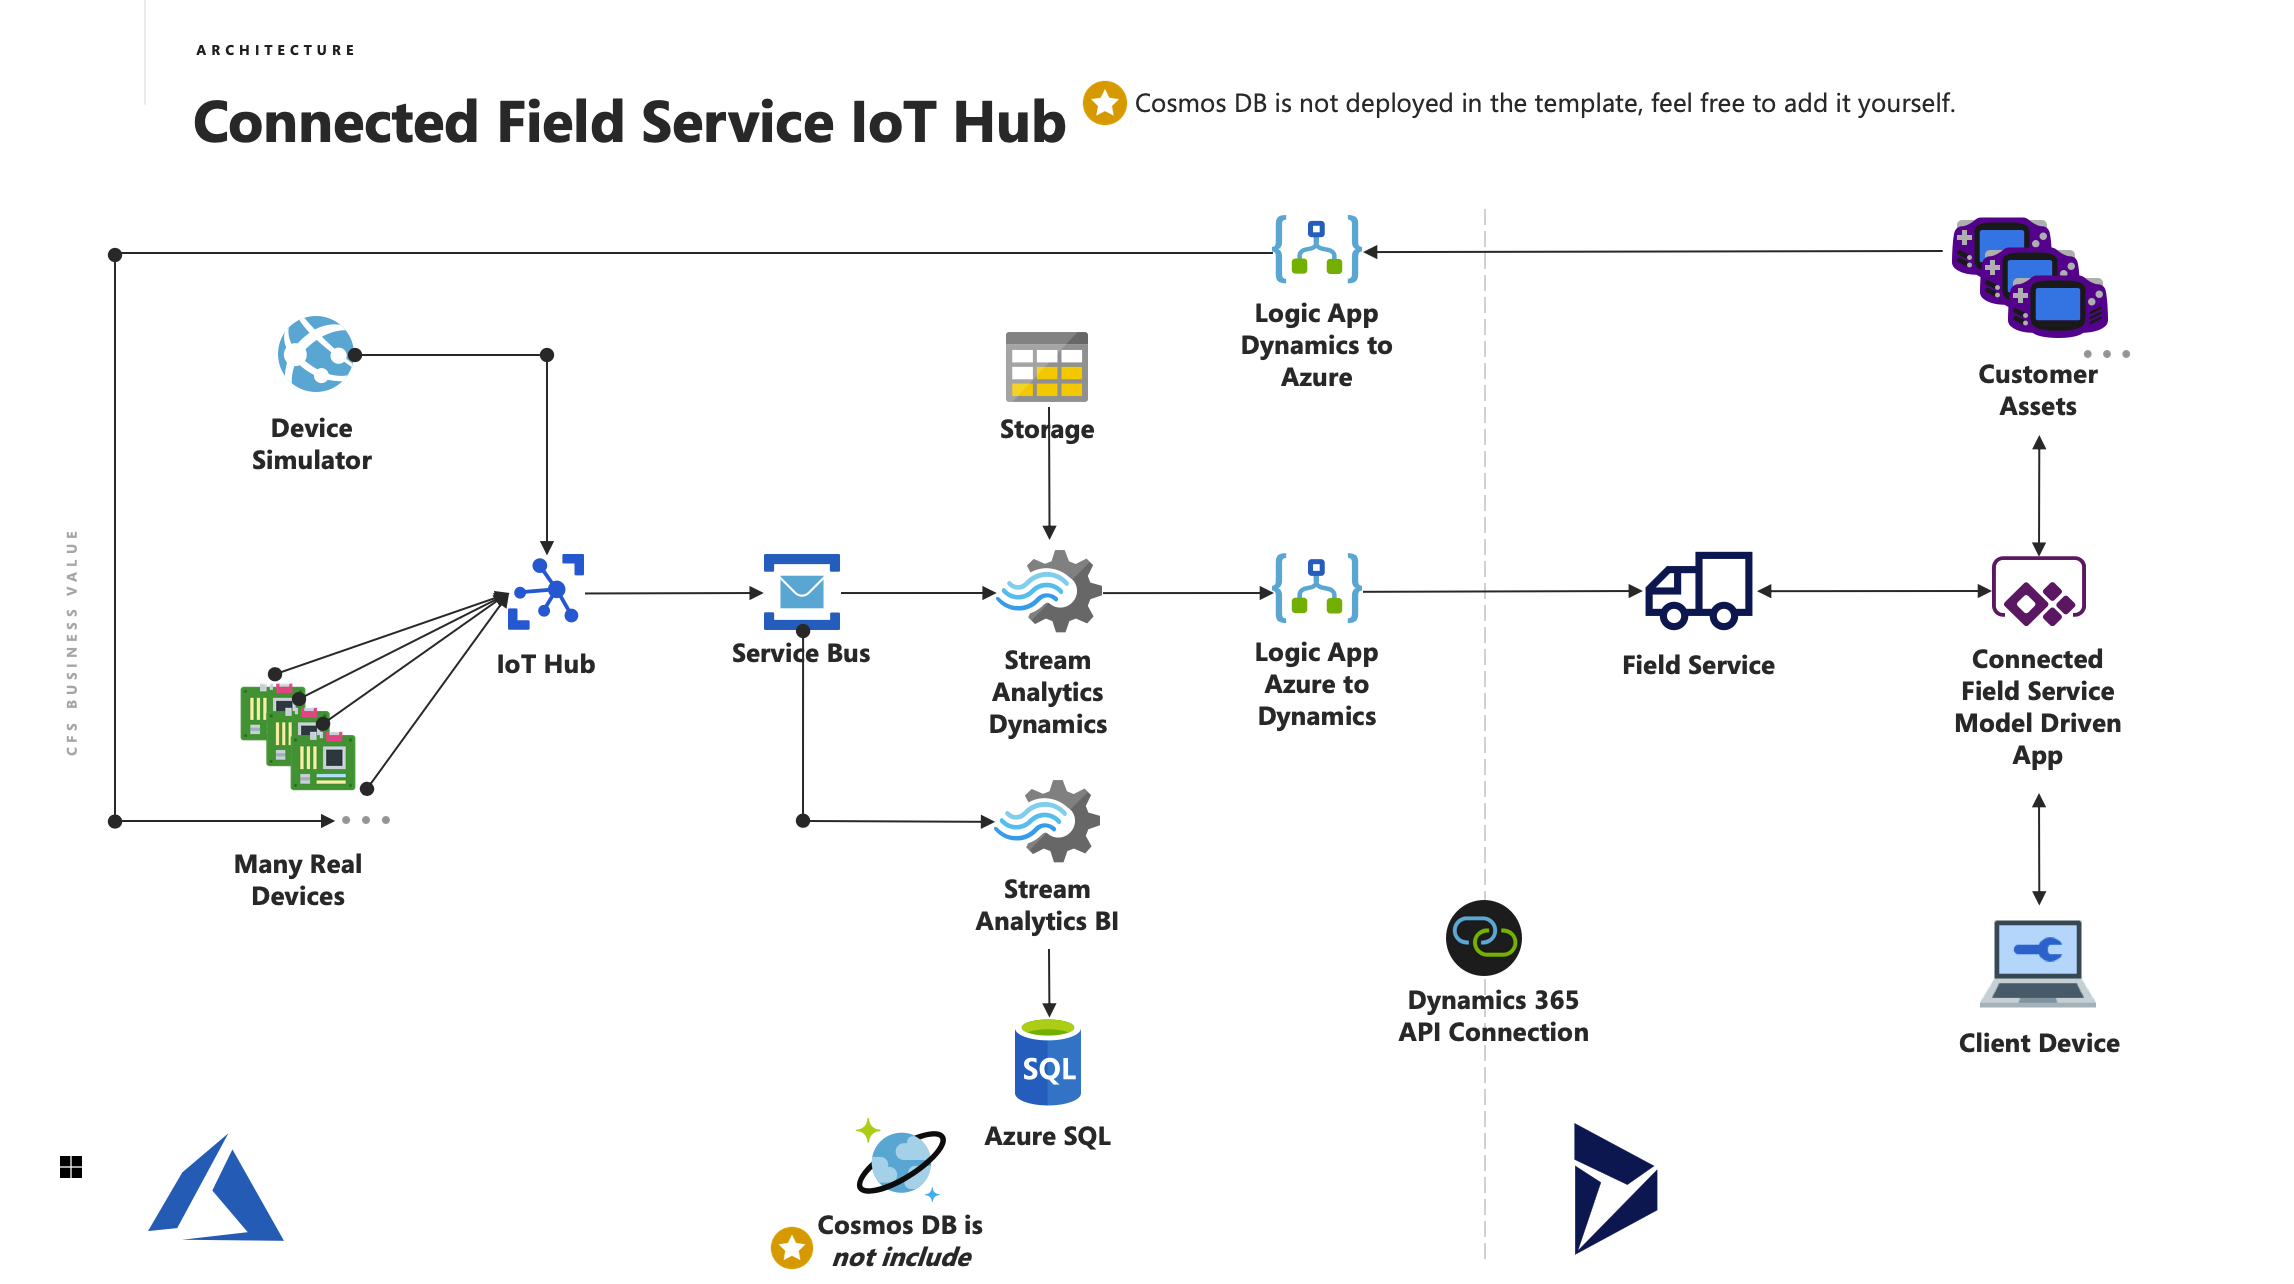 ARCHITECTURE
Connected Field Service IoT Hub
Cosmos DB is not deployed in the template, feel free to add it yourself.
Logic App
Dynamics to
Azure
Customer
Assets
Device
Simulator
Storage
CFS BUSINESS VALUE
IoT Hub
Service Bus
Stream
Analytics
Dynamics
Logic App
Azure to
Dynamics
Field Service
Connected
Field Service
Model Driven
App
Many Real
Devices
Stream
Analytics BI
Dynamics 365
API Connection
Client Device
SQL
Azure SQL
Cosmos DB is
not include